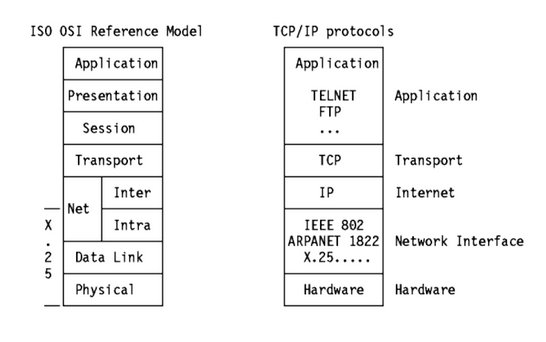 ISO OSI Reference Model
Application
Presentation
Session
Transport
Net
Inter
Intra
Data Link
Physical
X
.
2
5
TCP/IP protocols
Application
TELNET
FTP
...
TCP
IP
IEEE 802
ARPANET 1822
X.25.....
Hardware
Application
Transport
Internet
Network Interface
Hardware